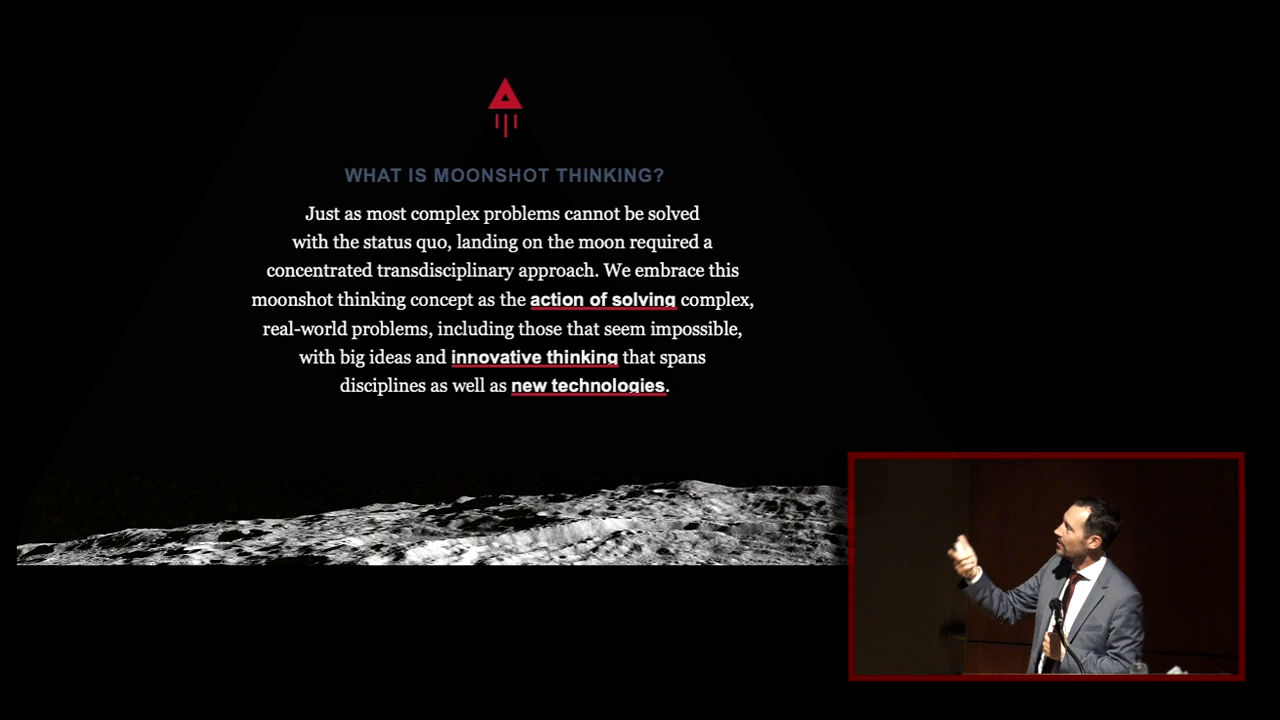 WHAT IS MOONSHOT THINKING?
Just as most complex problems cannot be solved
with the status quo, landing on the moon required a
concentrated transdisciplinary approach. We embrace this
moonshot thinking concept as the action of solving complex,
real-world problems, including those that seem impossible,
with big ideas and innovative thinking that spans
disciplines as well as new technologies.